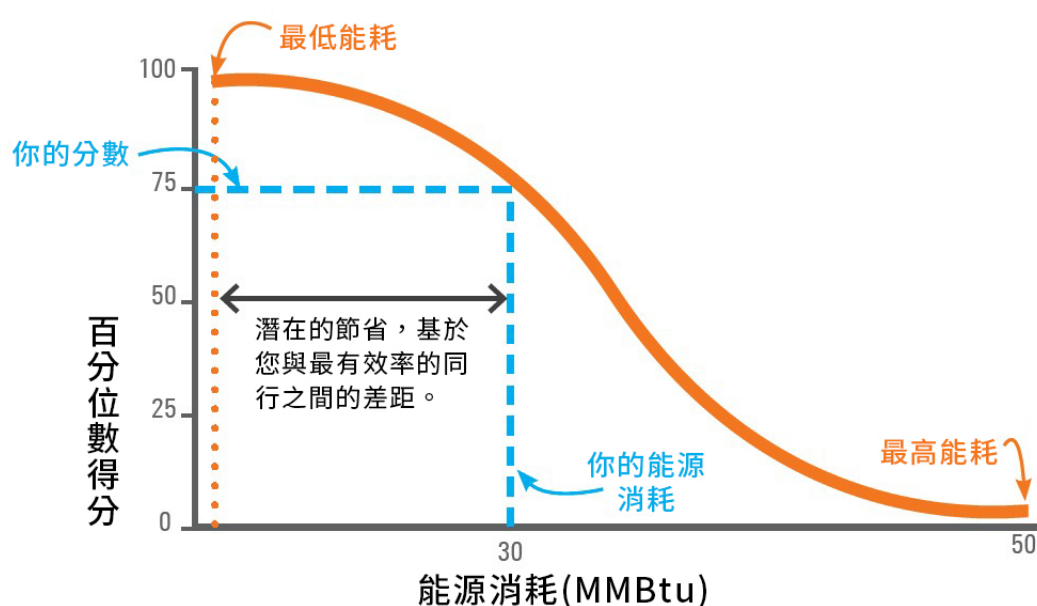 最低能耗
100
你的分數
75
50
潛在的節省，基於
您與最有效率的同
行之間的差距。
百分位數得分
25
最高能耗
你的能源
消耗
0
30
50
能源消耗(MMBtu)